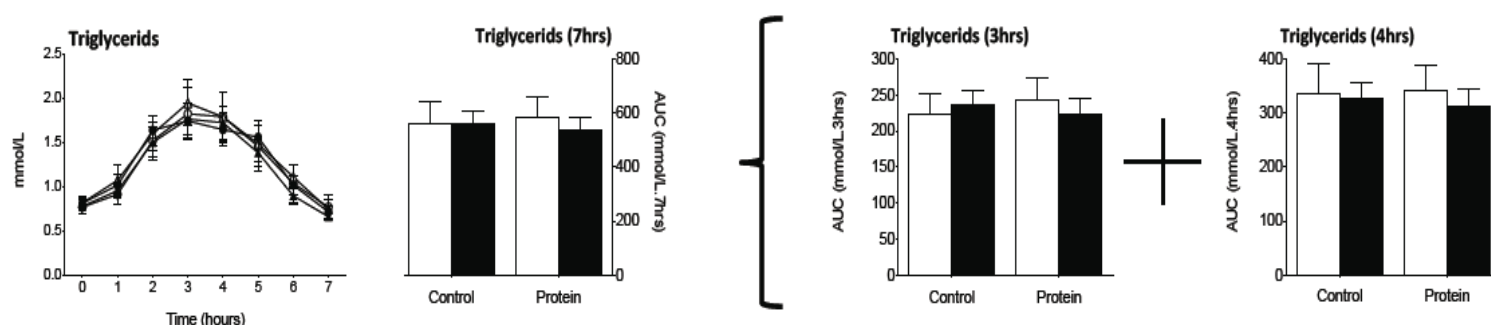 Triglycerids
2.5
2.0
1.5
1.0
0.5
0.0
mmol/L
0 1 2 3 4 5 6 7
Time (hours)
Triglycerids (7hrs)
800
600
400
200
0
AUC (mmol/L.7hrs)
Control Protein
Triglycerids (3hrs)
300
250
200
150
100
50
0
AUC (mmol/L.3hrs)
Control Protein
Triglycerids (4hrs)
400
300
200
100
0
AUC (mmol/L.4hrs)
Control Protein